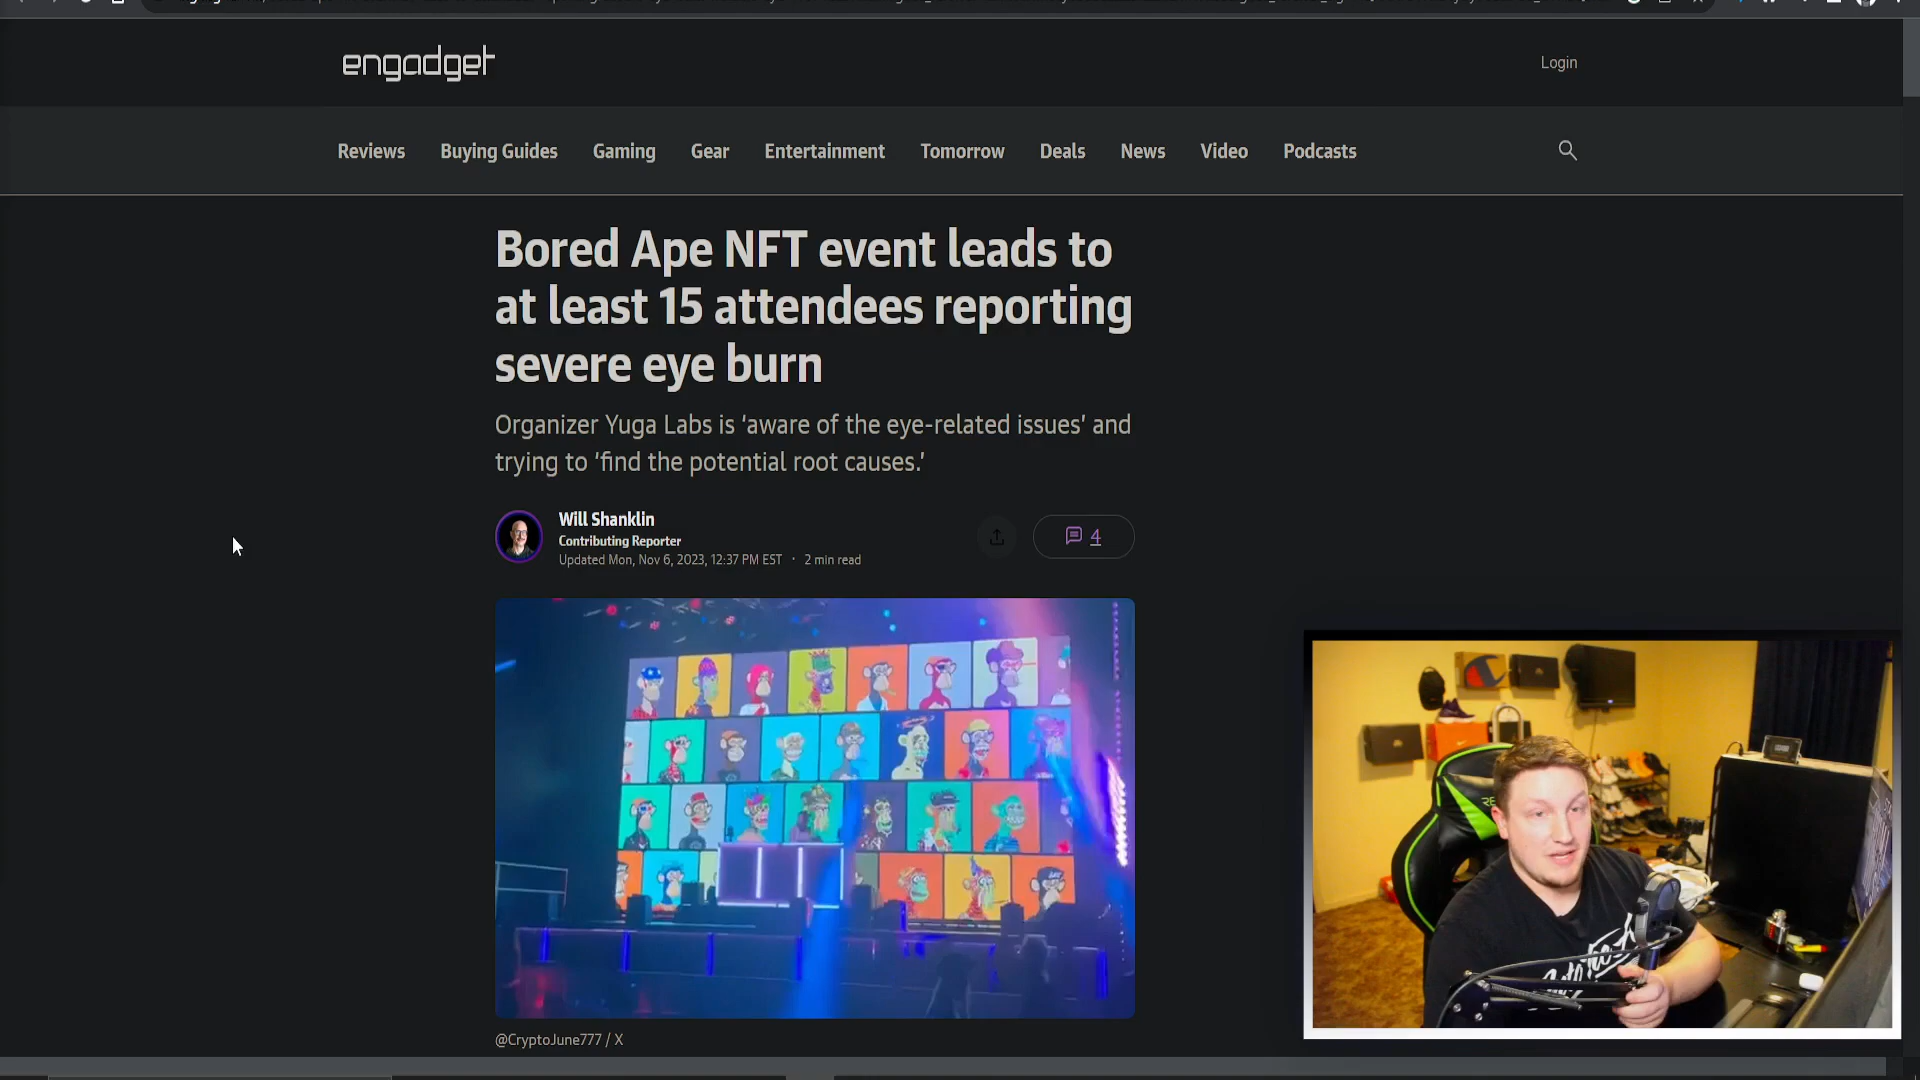 engadget
Login
Reviews
Buying Guides
Gaming
Gear
Entertainment
Tomorrow
Deals
News
Video
Podcasts
Bored Ape NFT event leads to
at least 15 attendees reporting
severe eye burn
Organizer Yuga Labs is ‘aware of the eye-related issues’ and
trying to ‘find the potential root causes.’
Will Shanklin
Contributing Reporter
Updated Mon, Nov 6, 2023, 12:37 PM EST · 2 min read
4
@CryptoJune777 / X